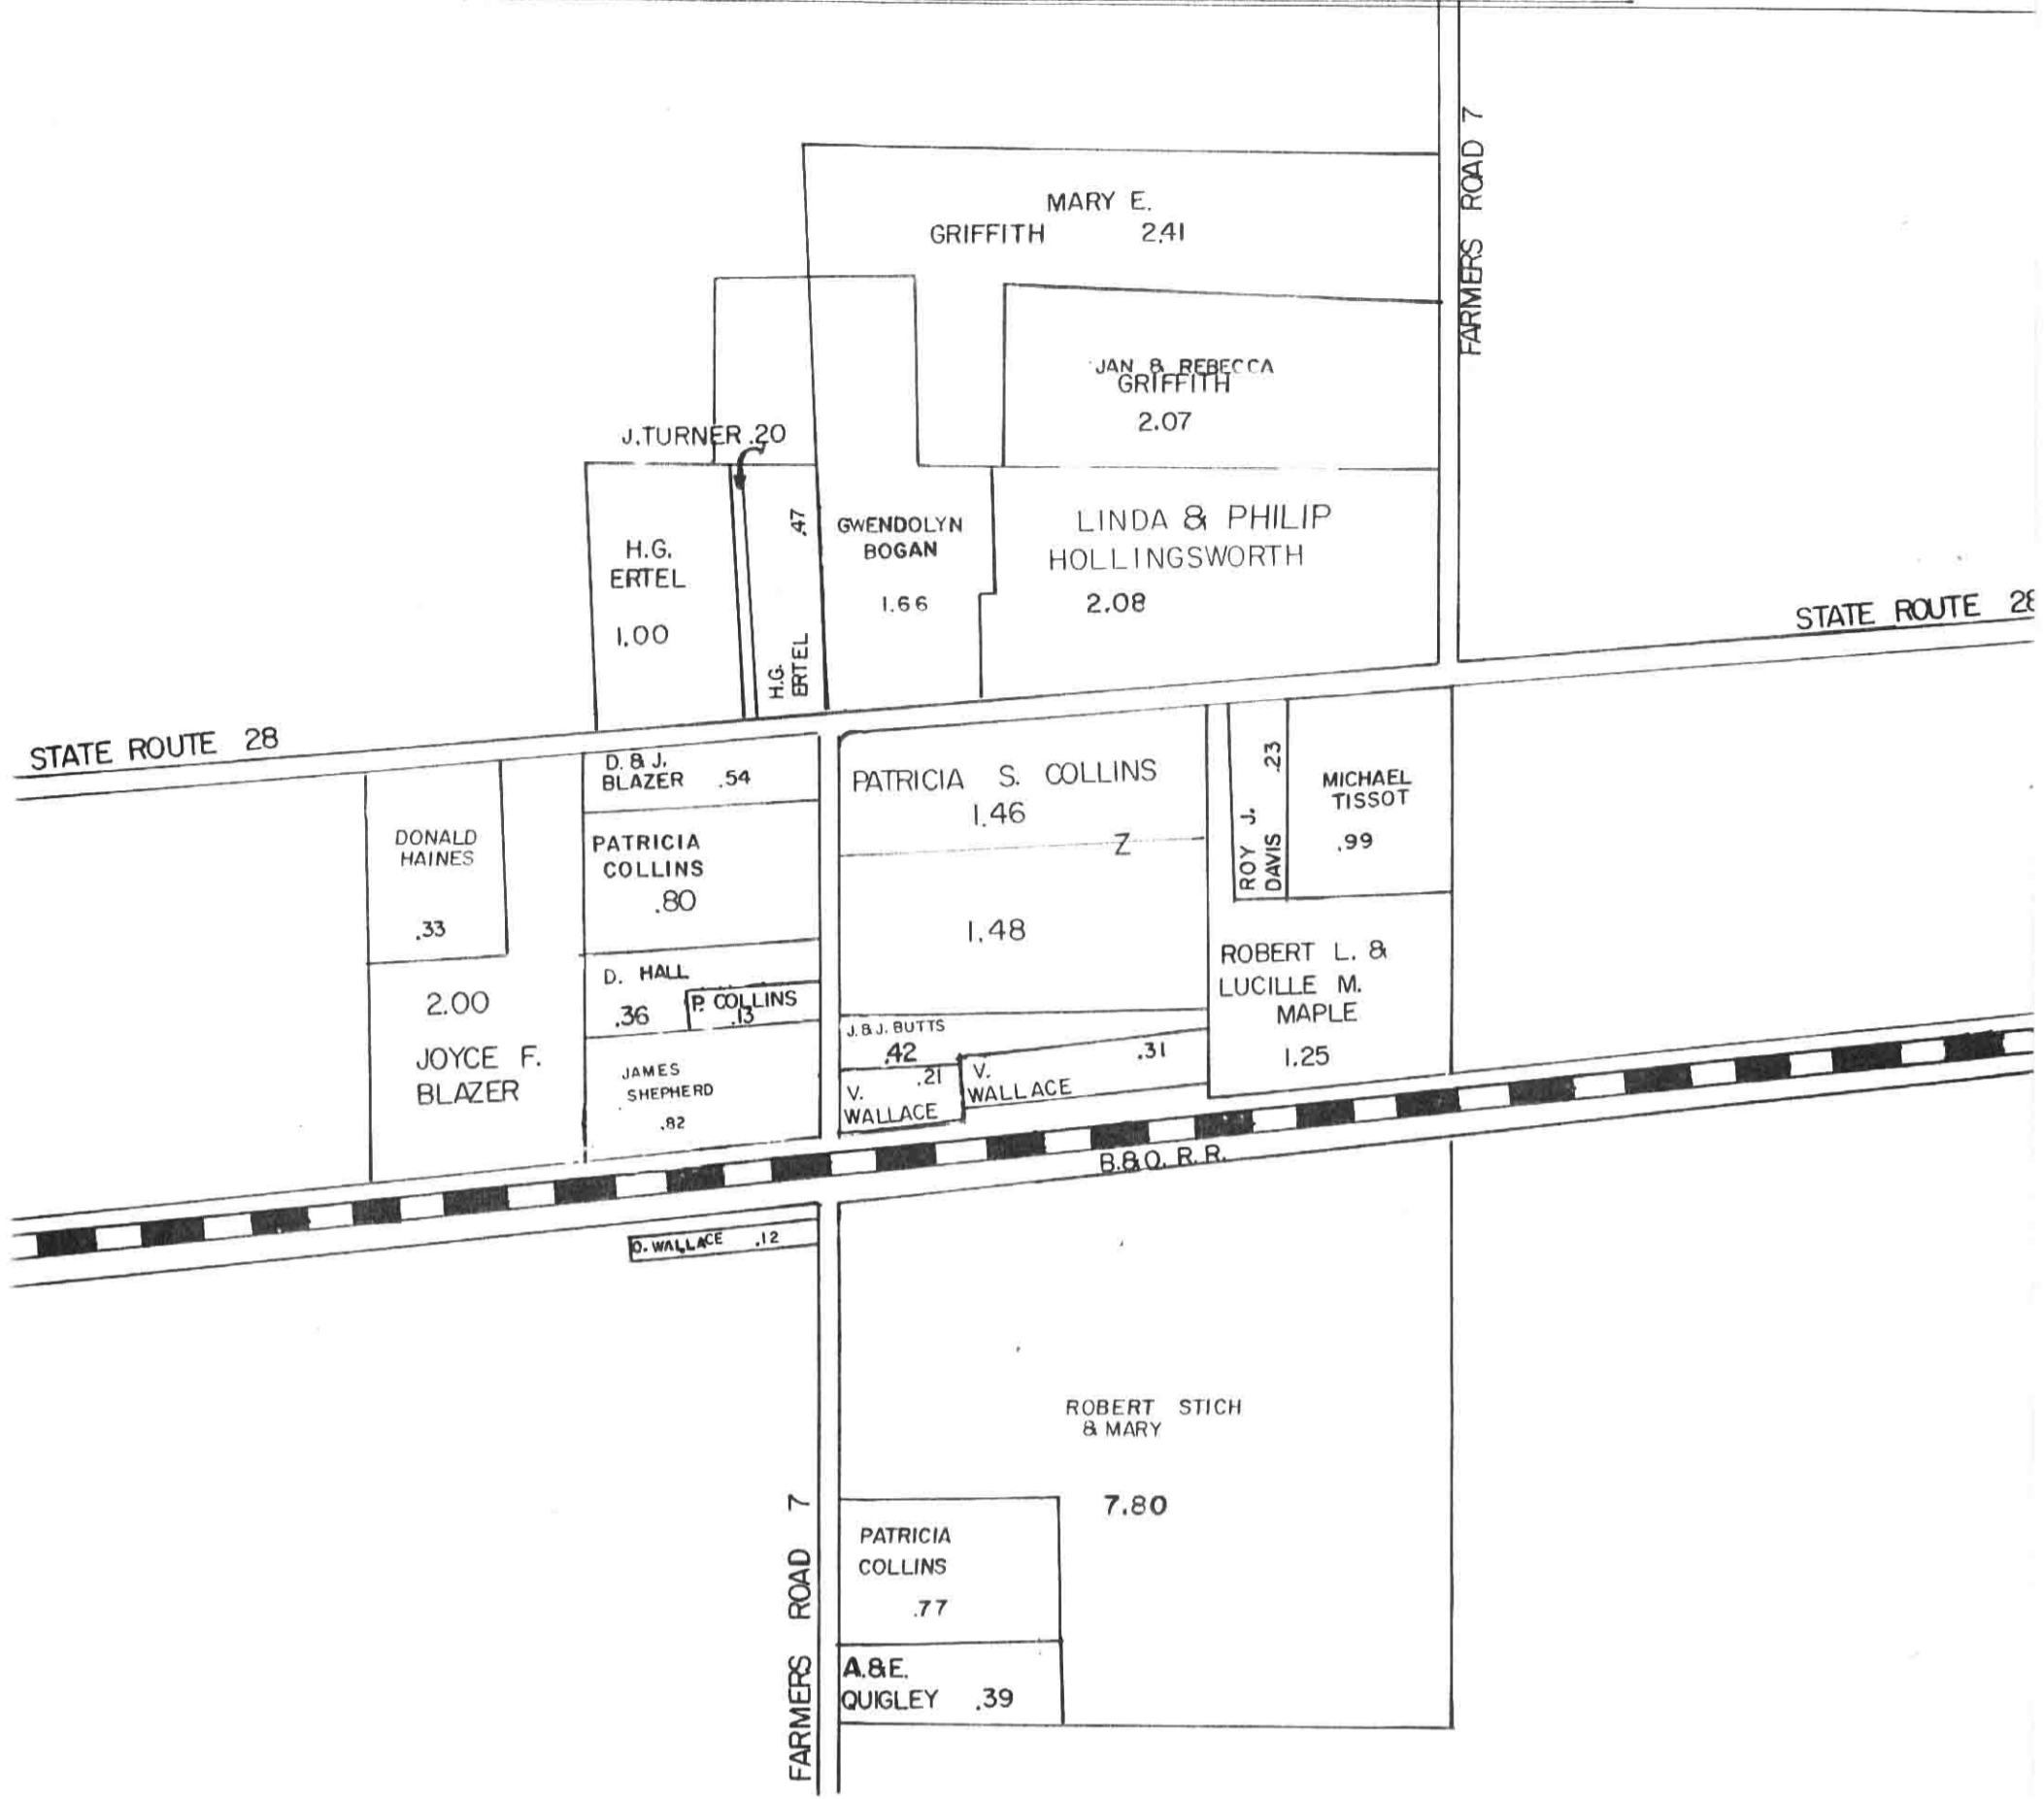 FARMERS ROAD 7
MARY E.
GRIFFITH 2.41
JAN & REBECCA
GRIFFITH
2.07
J.TURNER .20
H.G.
ERTEL
1.00
.47
H.G.
ERTEL
GWENDOLYN
BOGAN
1.66
LINDA & PHILIP
HOLLINGSWORTH
2.08
STATE ROUTE 28
STATE ROUTE 28
DONALD
HAINES
.33
2.00
JOYCE F.
BLAZER
D. & J.
BLAZER .54
PATRICIA
COLLINS
.80
D. HALL
.36
P. COLLINS
.13
JAMES
SHEPHERD
.82
PATRICIA S. COLLINS
1.46
Z
1.48
J. & J. BUTTS
.42
V. .21
WALLACE
V. .31
WALLACE
ROY J. .23
DAVIS
MICHAEL
TISSOT
.99
ROBERT L. &
LUCILLE M.
MAPLE
1.25
B.&O. R.R.
O. WALLACE .12
ROBERT STICH
& MARY
7.80
PATRICIA
COLLINS
.77
A.&E.
QUIGLEY .39
FARMERS ROAD 7